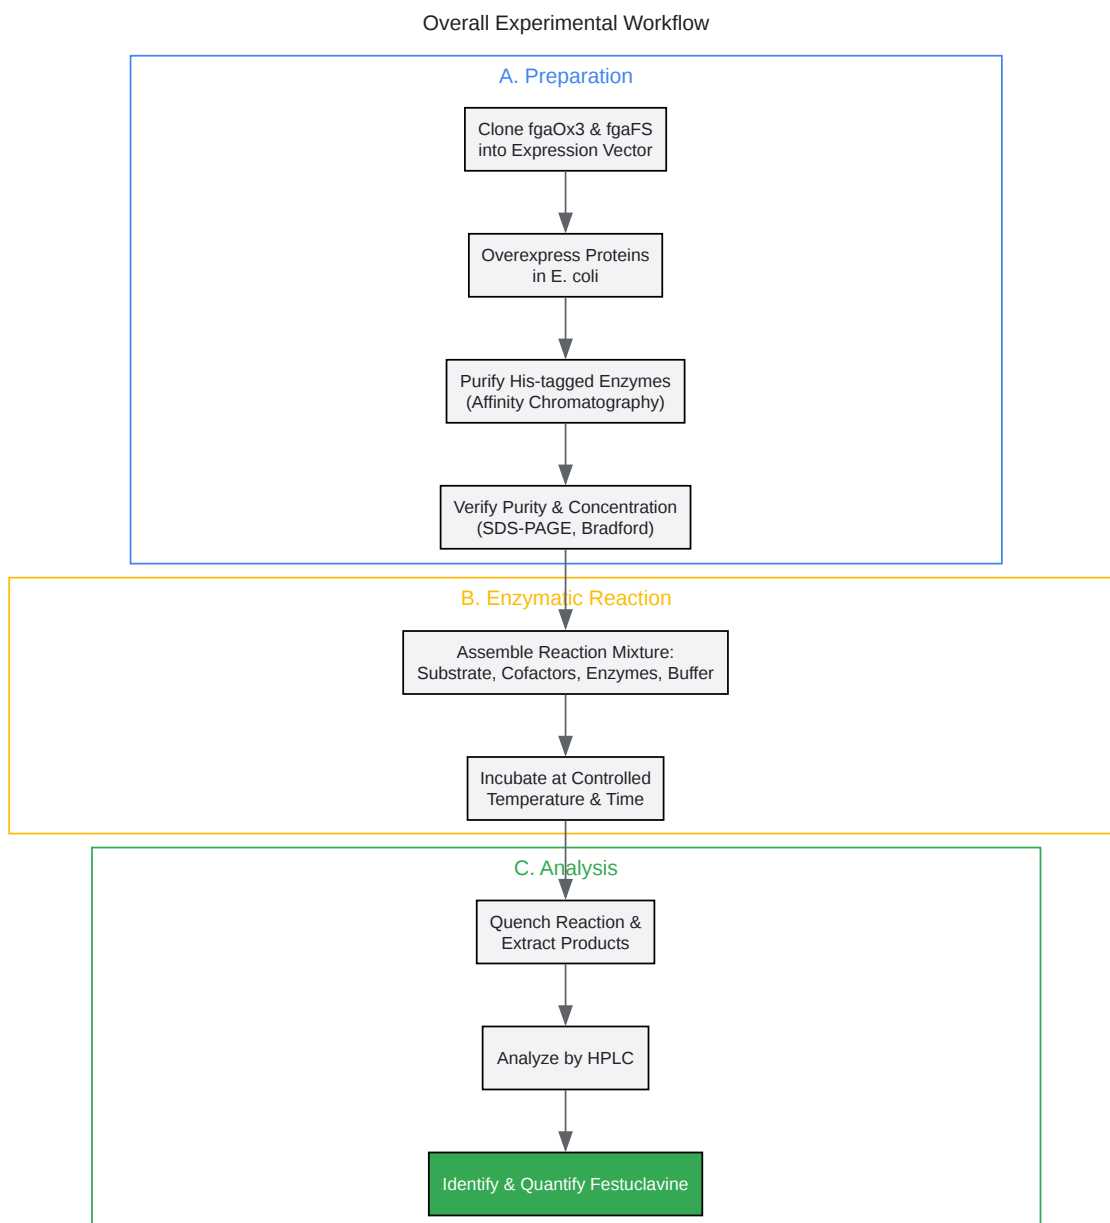 Overall Experimental Workflow
A. Preparation
Clone fgaOx3 & fgaFS
into Expression Vector
Overexpress Proteins
in E. coli
Purify His-tagged Enzymes
(Affinity Chromatography)
Verify Purity & Concentration
(SDS-PAGE, Bradford)
B. Enzymatic Reaction
Assemble Reaction Mixture:
Substrate, Cofactors, Enzymes, Buffer
Incubate at Controlled
Temperature & Time
C. Analysis
Quench Reaction &
Extract Products
Analyze by HPLC
Identify & Quantify Festuclavine